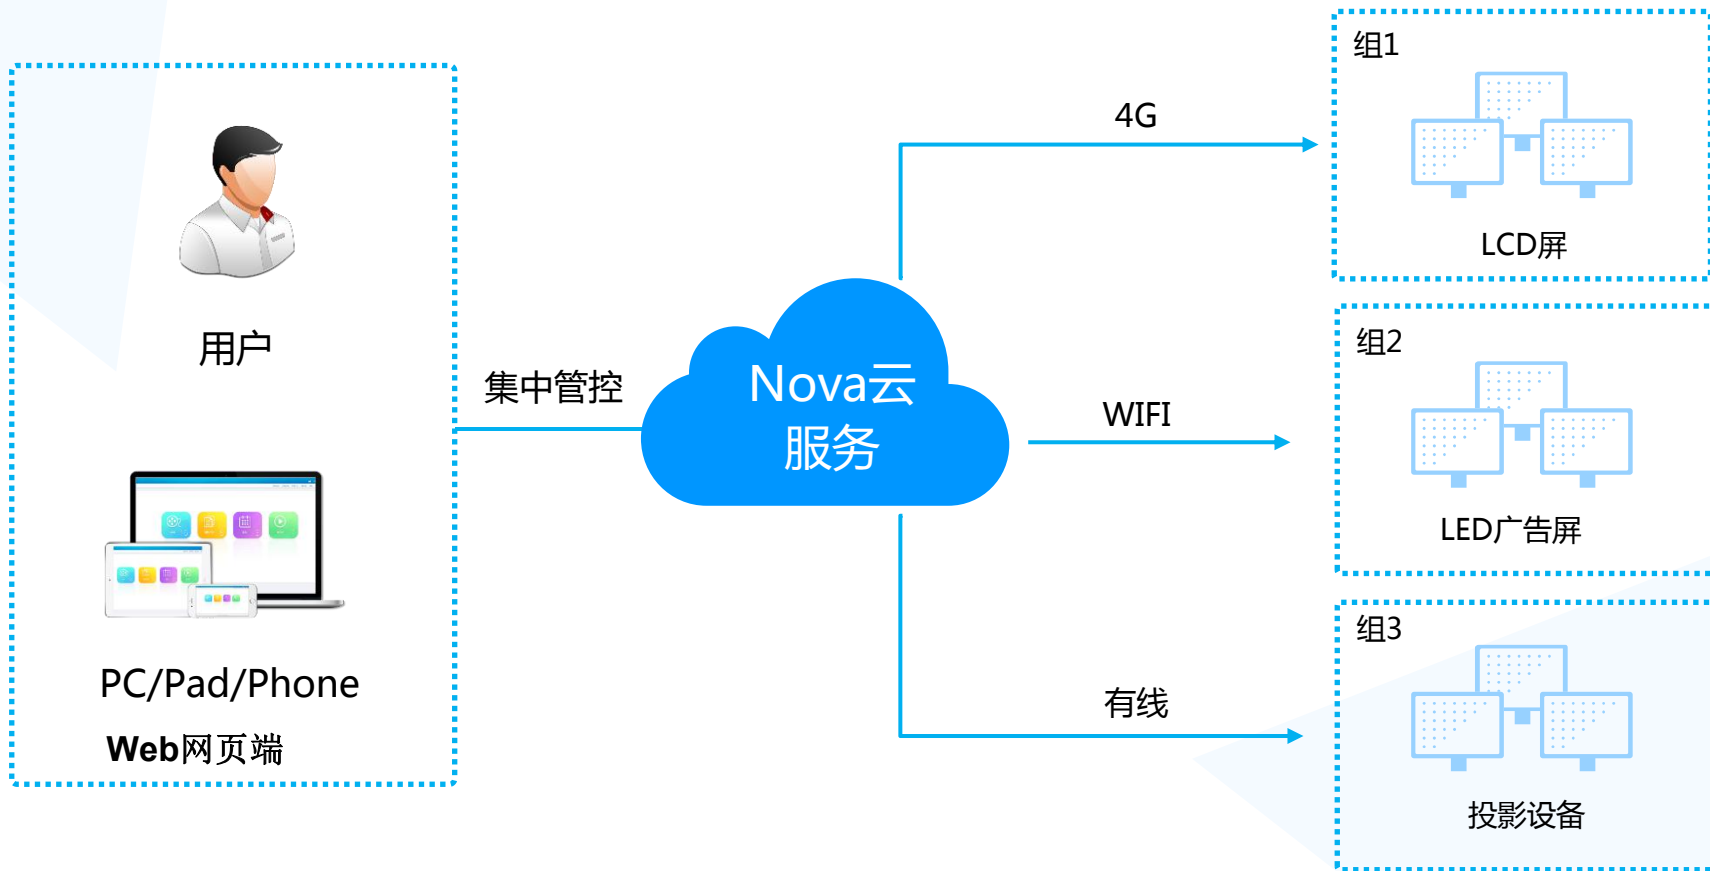 用户
PC/Pad/Phone
Web网页端
集中管控
Nova云
服务
4G
WIFI
有线
组1
LCD屏
组2
LED广告屏
组3
投影设备